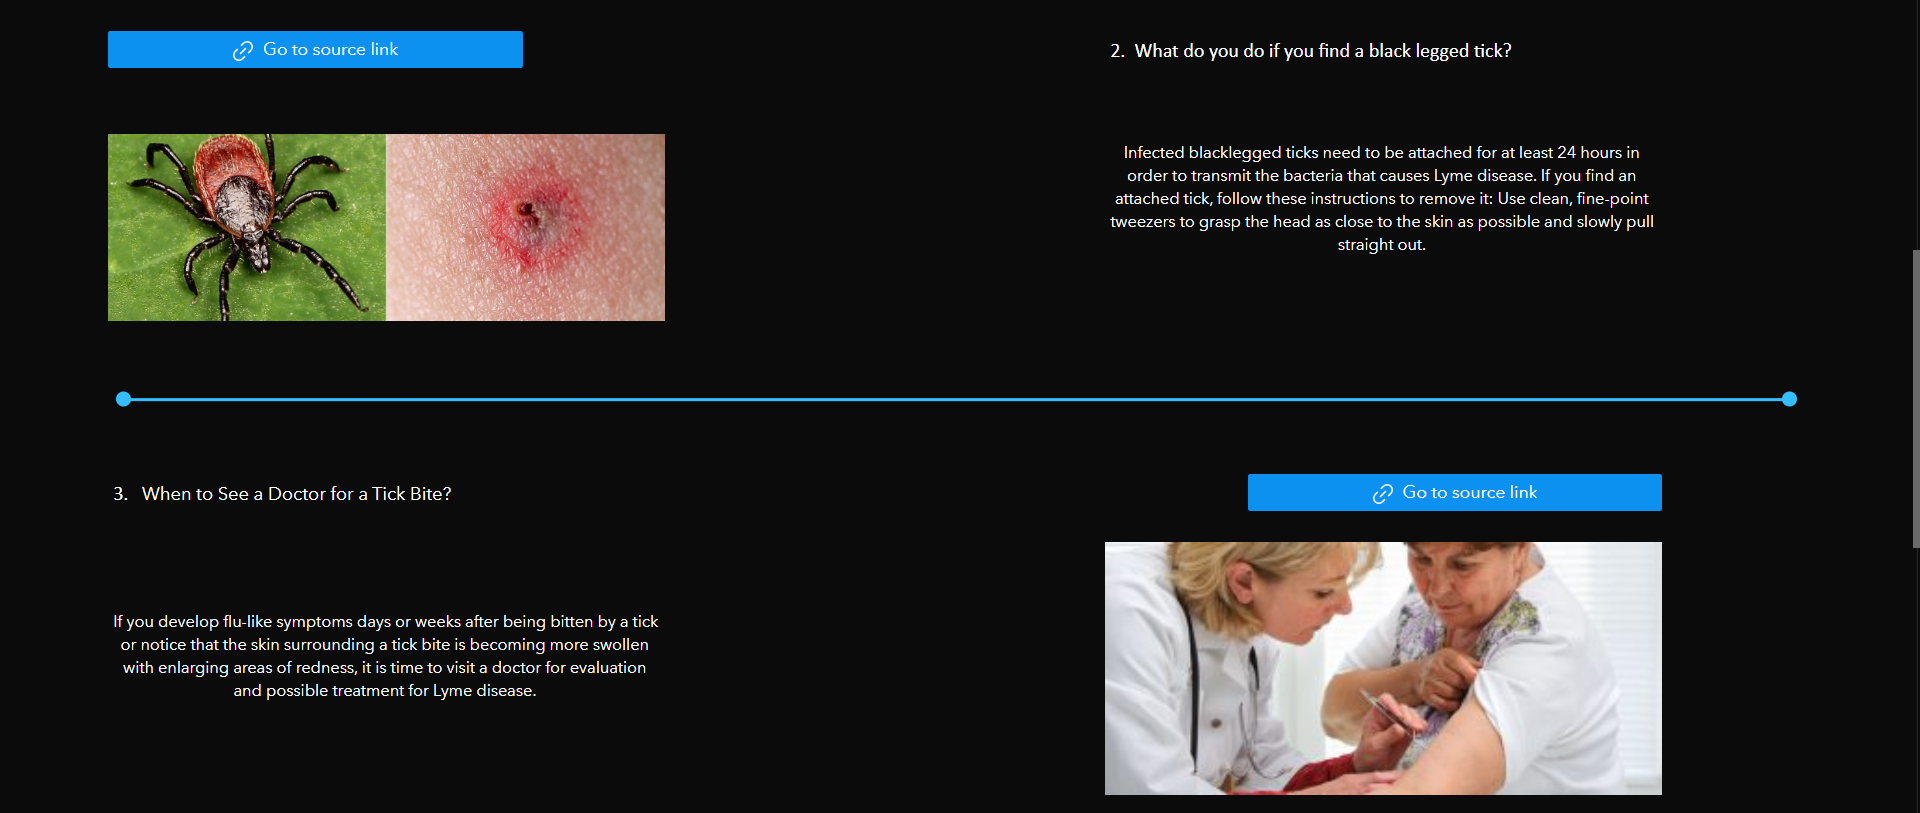 Go to source link
2. What do you do if you find a black legged tick?
Infected blacklegged ticks need to be attached for at least 24 hours in
order to transmit the bacteria that causes Lyme disease. If you find an
attached tick, follow these instructions to remove it: Use clean, fine-point
tweezers to grasp the head as close to the skin as possible and slowly pull
straight out.
3. When to See a Doctor for a Tick Bite?
Go to source link
If you develop flu-like symptoms days or weeks after being bitten by a tick
or notice that the skin surrounding a tick bite is becoming more swollen
with enlarging areas of redness, it is time to visit a doctor for evaluation
and possible treatment for Lyme disease.